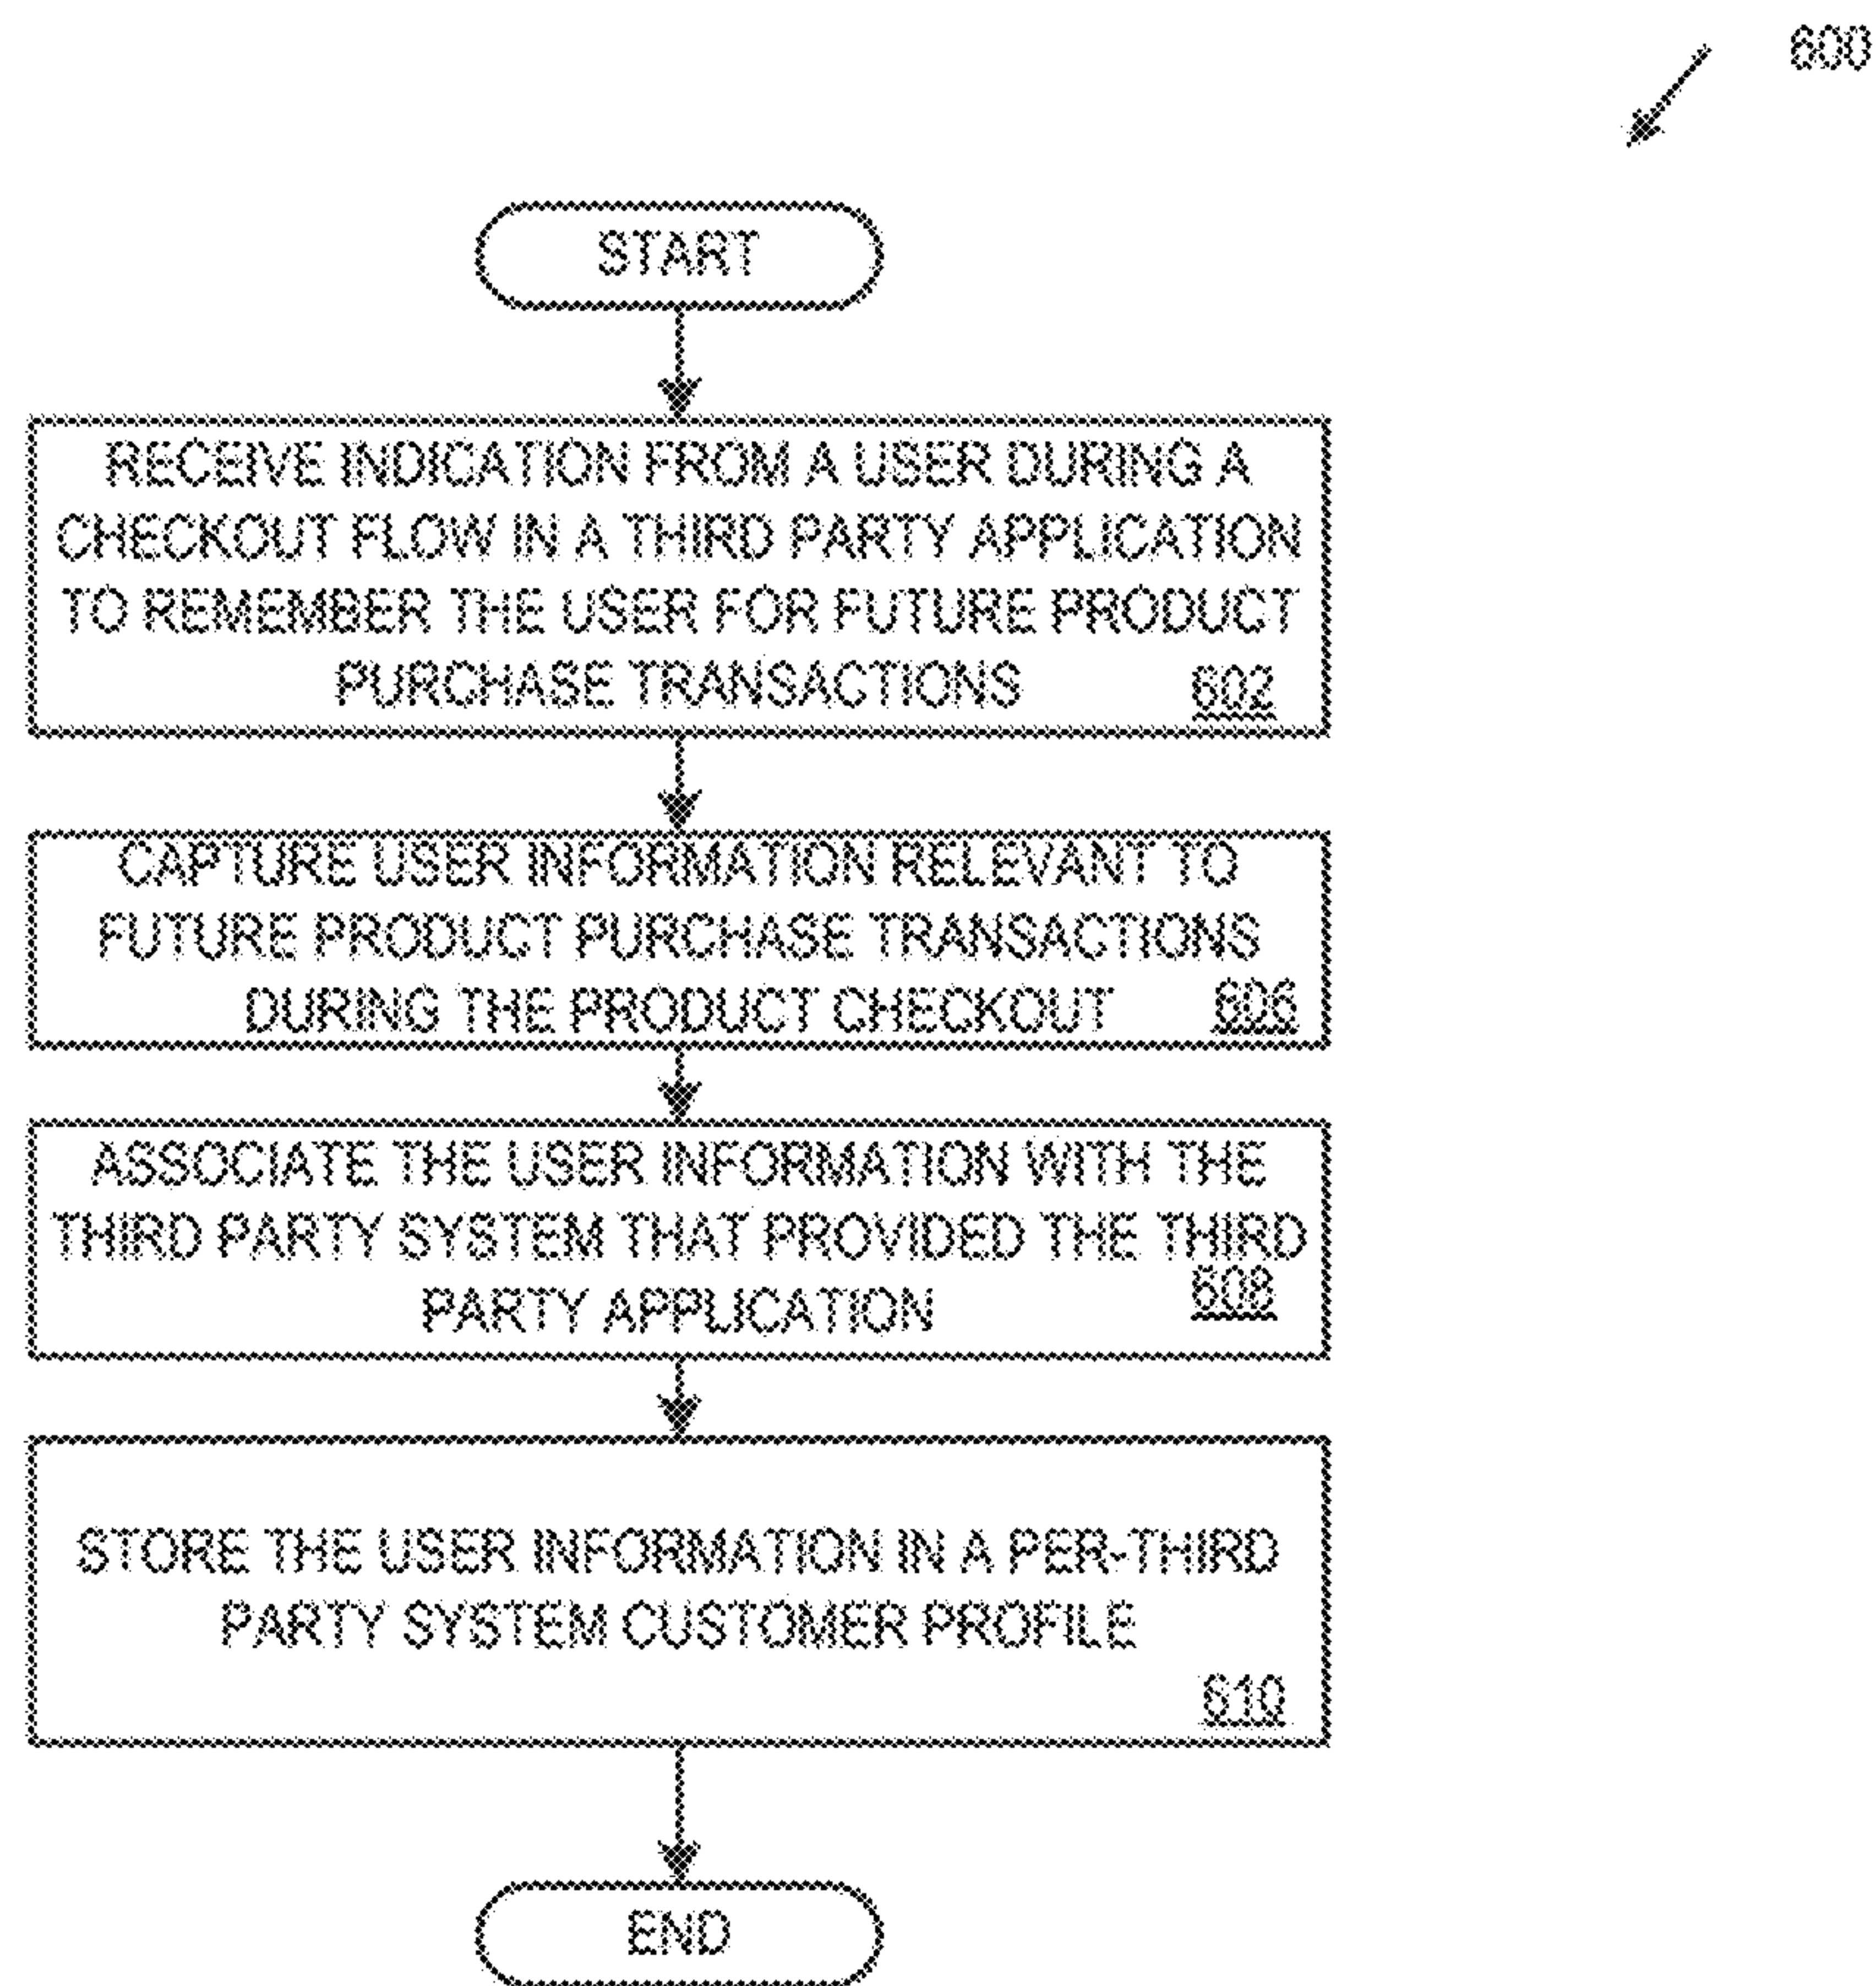 600
START
RECEIVE INDICATION FROM A USER DURING A
CHECKOUT FLOW IN A THIRD PARTY APPLICATION
TO REMEMBER THE USER FOR FUTURE PRODUCT
PURCHASE TRANSACTIONS 602
CAPTURE USER INFORMATION RELEVANT TO
FUTURE PRODUCT PURCHASE TRANSACTIONS
DURING THE PRODUCT CHECKOUT 606
ASSOCIATE THE USER INFORMATION WITH THE
THIRD PARTY SYSTEM THAT PROVIDED THE THIRD
PARTY APPLICATION 608
STORE THE USER INFORMATION IN A PER-THIRD
PARTY SYSTEM CUSTOMER PROFILE
610
END